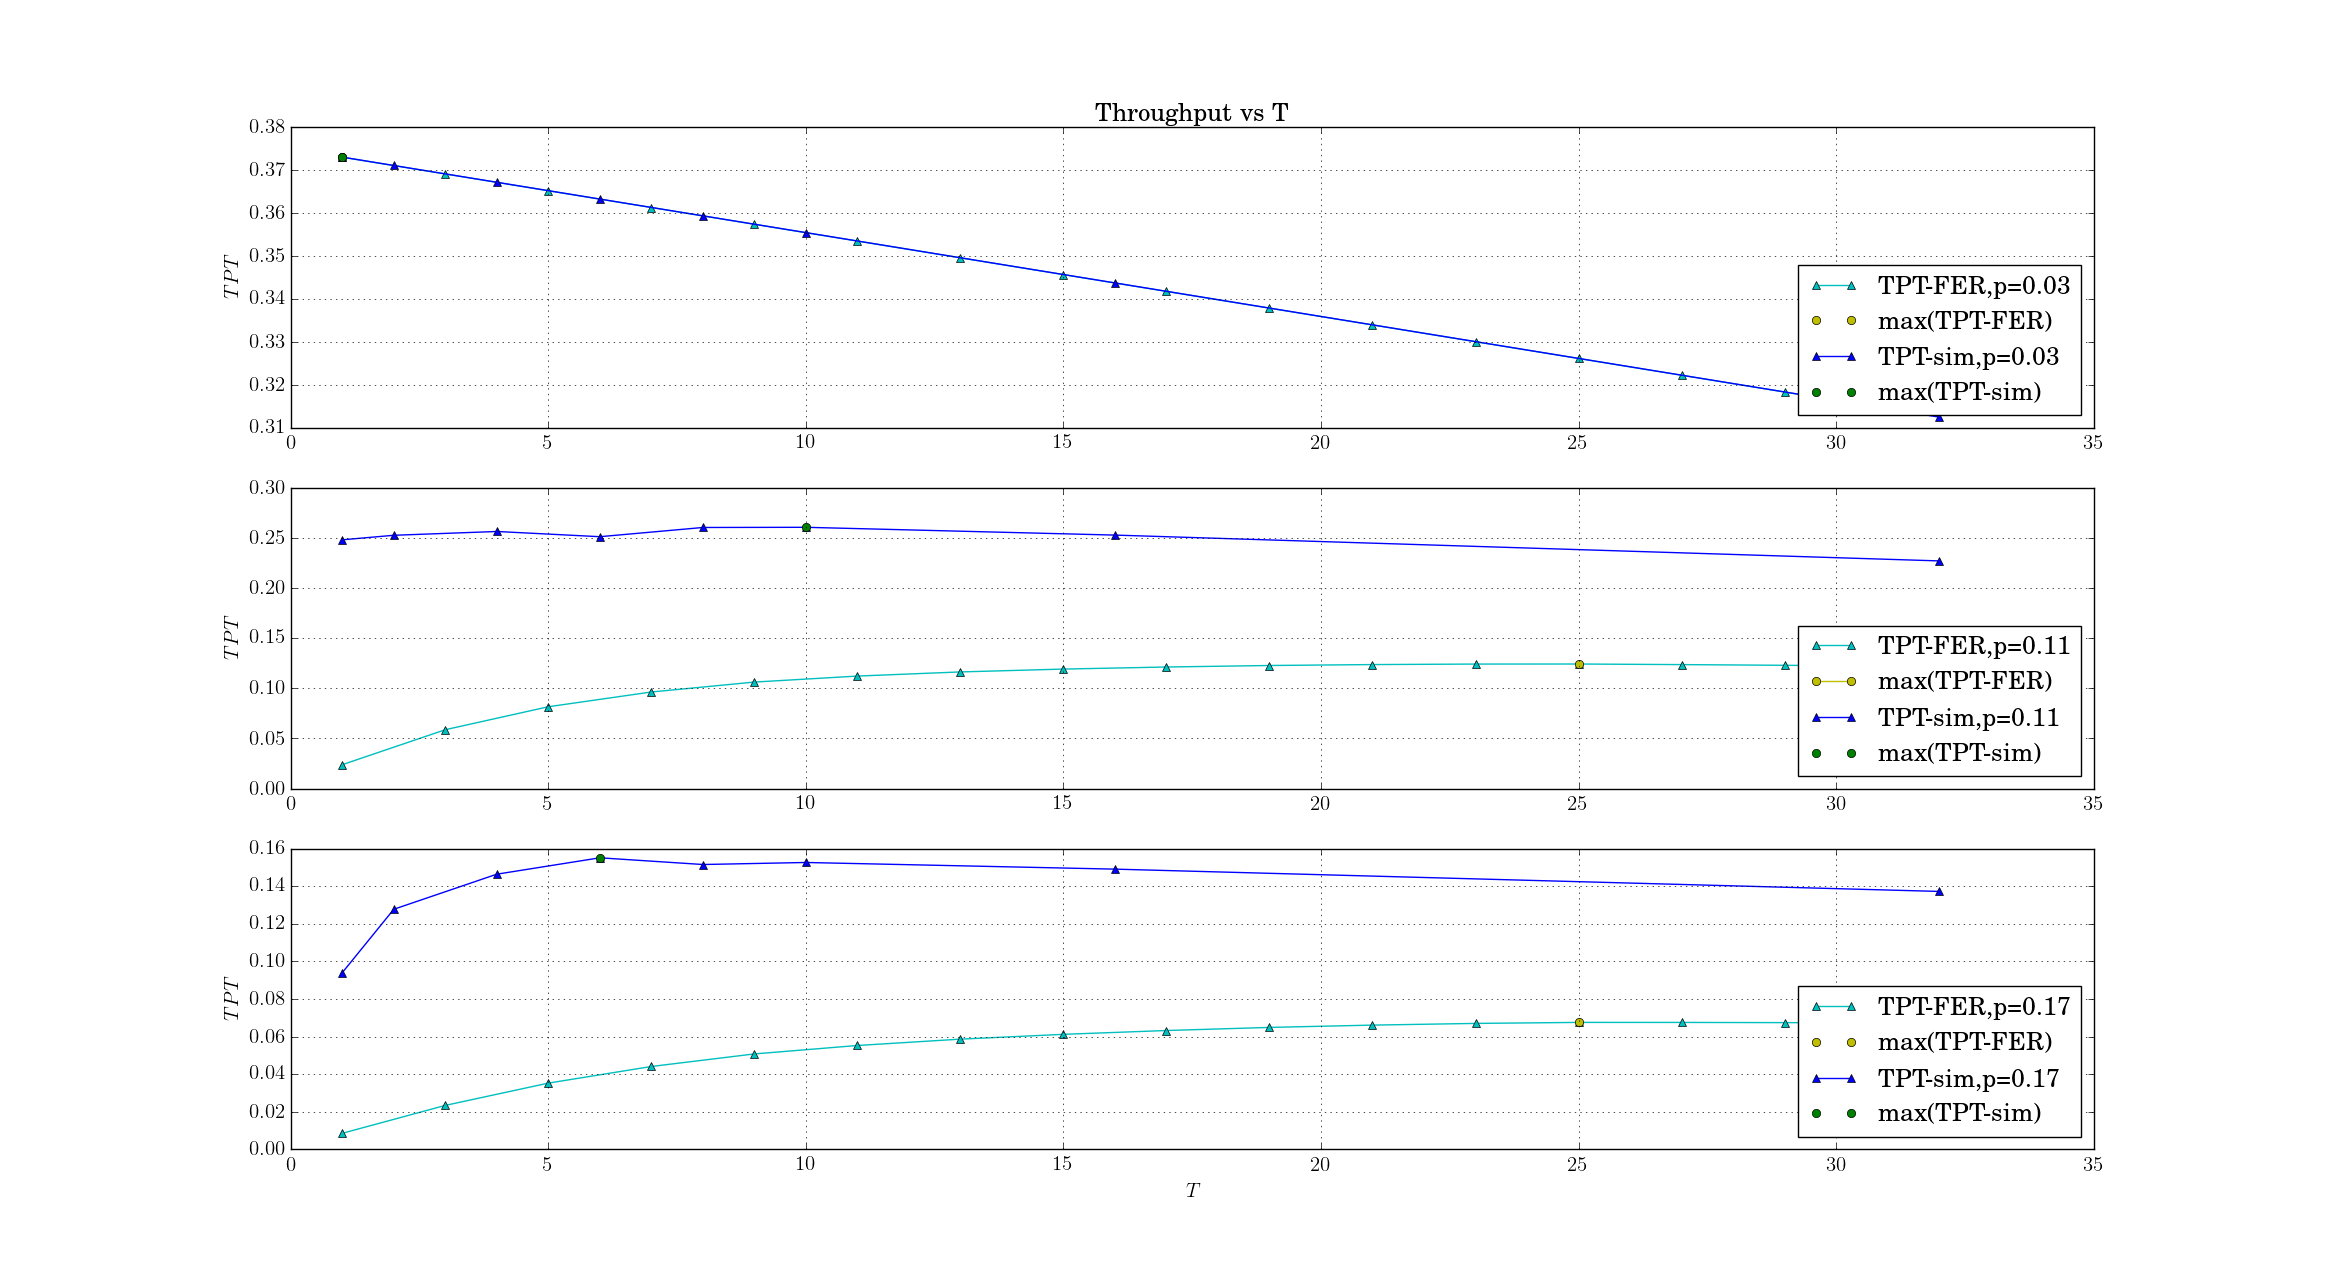 Throughput vs T
0.38
0.37
0.36
0.35
0.34
0.33
0.32
0.31
TPT
0 5 10 15 20 25 30 35
TPT-FER,p=0.03
max(TPT-FER)
TPT-sim,p=0.03
max(TPT-sim)
0.30
0.25
0.20
0.15
0.10
0.05
0.00
TPT
0 5 10 15 20 25 30 35
TPT-FER,p=0.11
max(TPT-FER)
TPT-sim,p=0.11
max(TPT-sim)
0.16
0.14
0.12
0.10
0.08
0.06
0.04
0.02
0.00
TPT
0 5 10 15 20 25 30 35
TPT-FER,p=0.17
max(TPT-FER)
TPT-sim,p=0.17
max(TPT-sim)
T